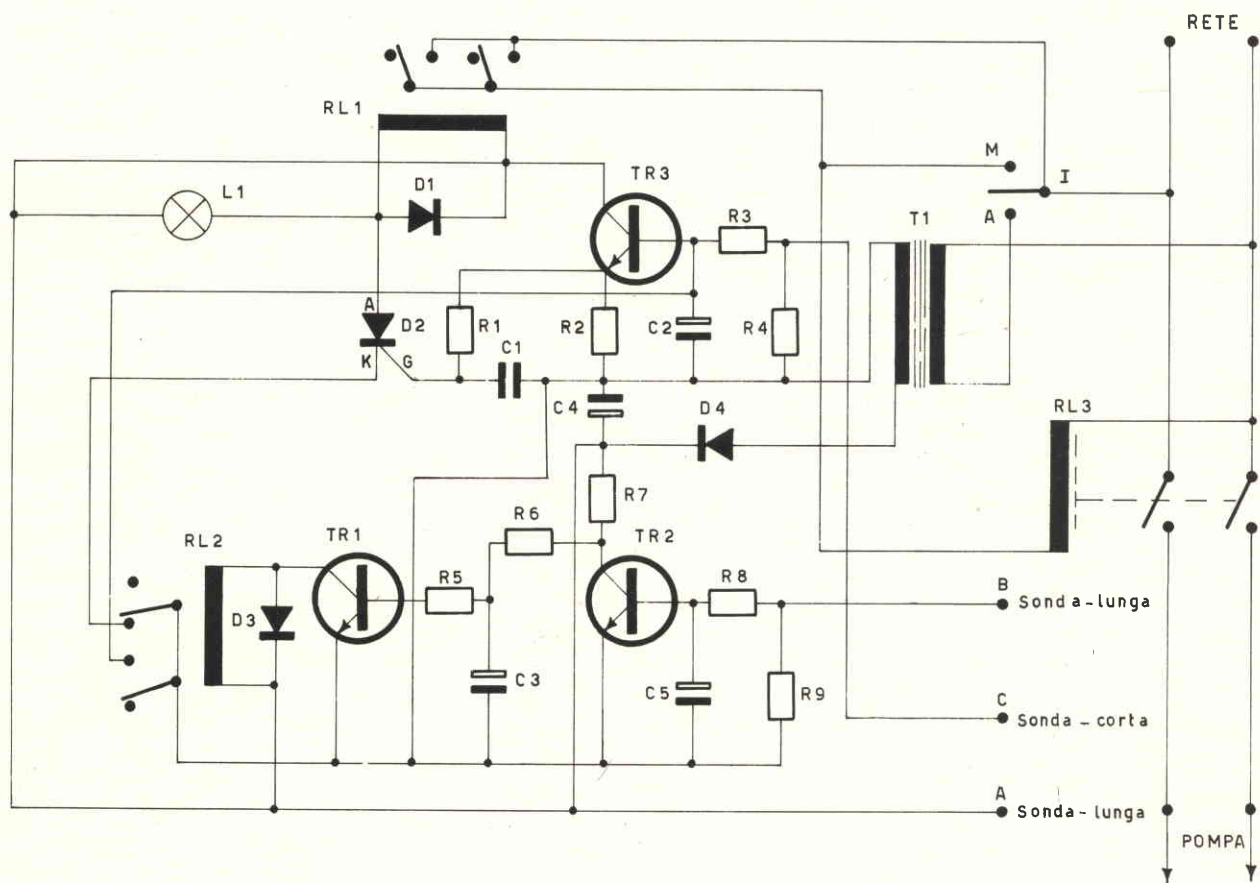 RETE
RL1
M
TR3
I
L1
D1
R3
T1
A
A
D2
R1
R2
C2
R4
K
G
C1
C4
D4
RL3
R7
R6
TR1
TR2
RL2
R5
R8
B Sonda-lunga
D3
C3
C5
R9
C Sonda-corta
A Sonda-lunga
POMPA